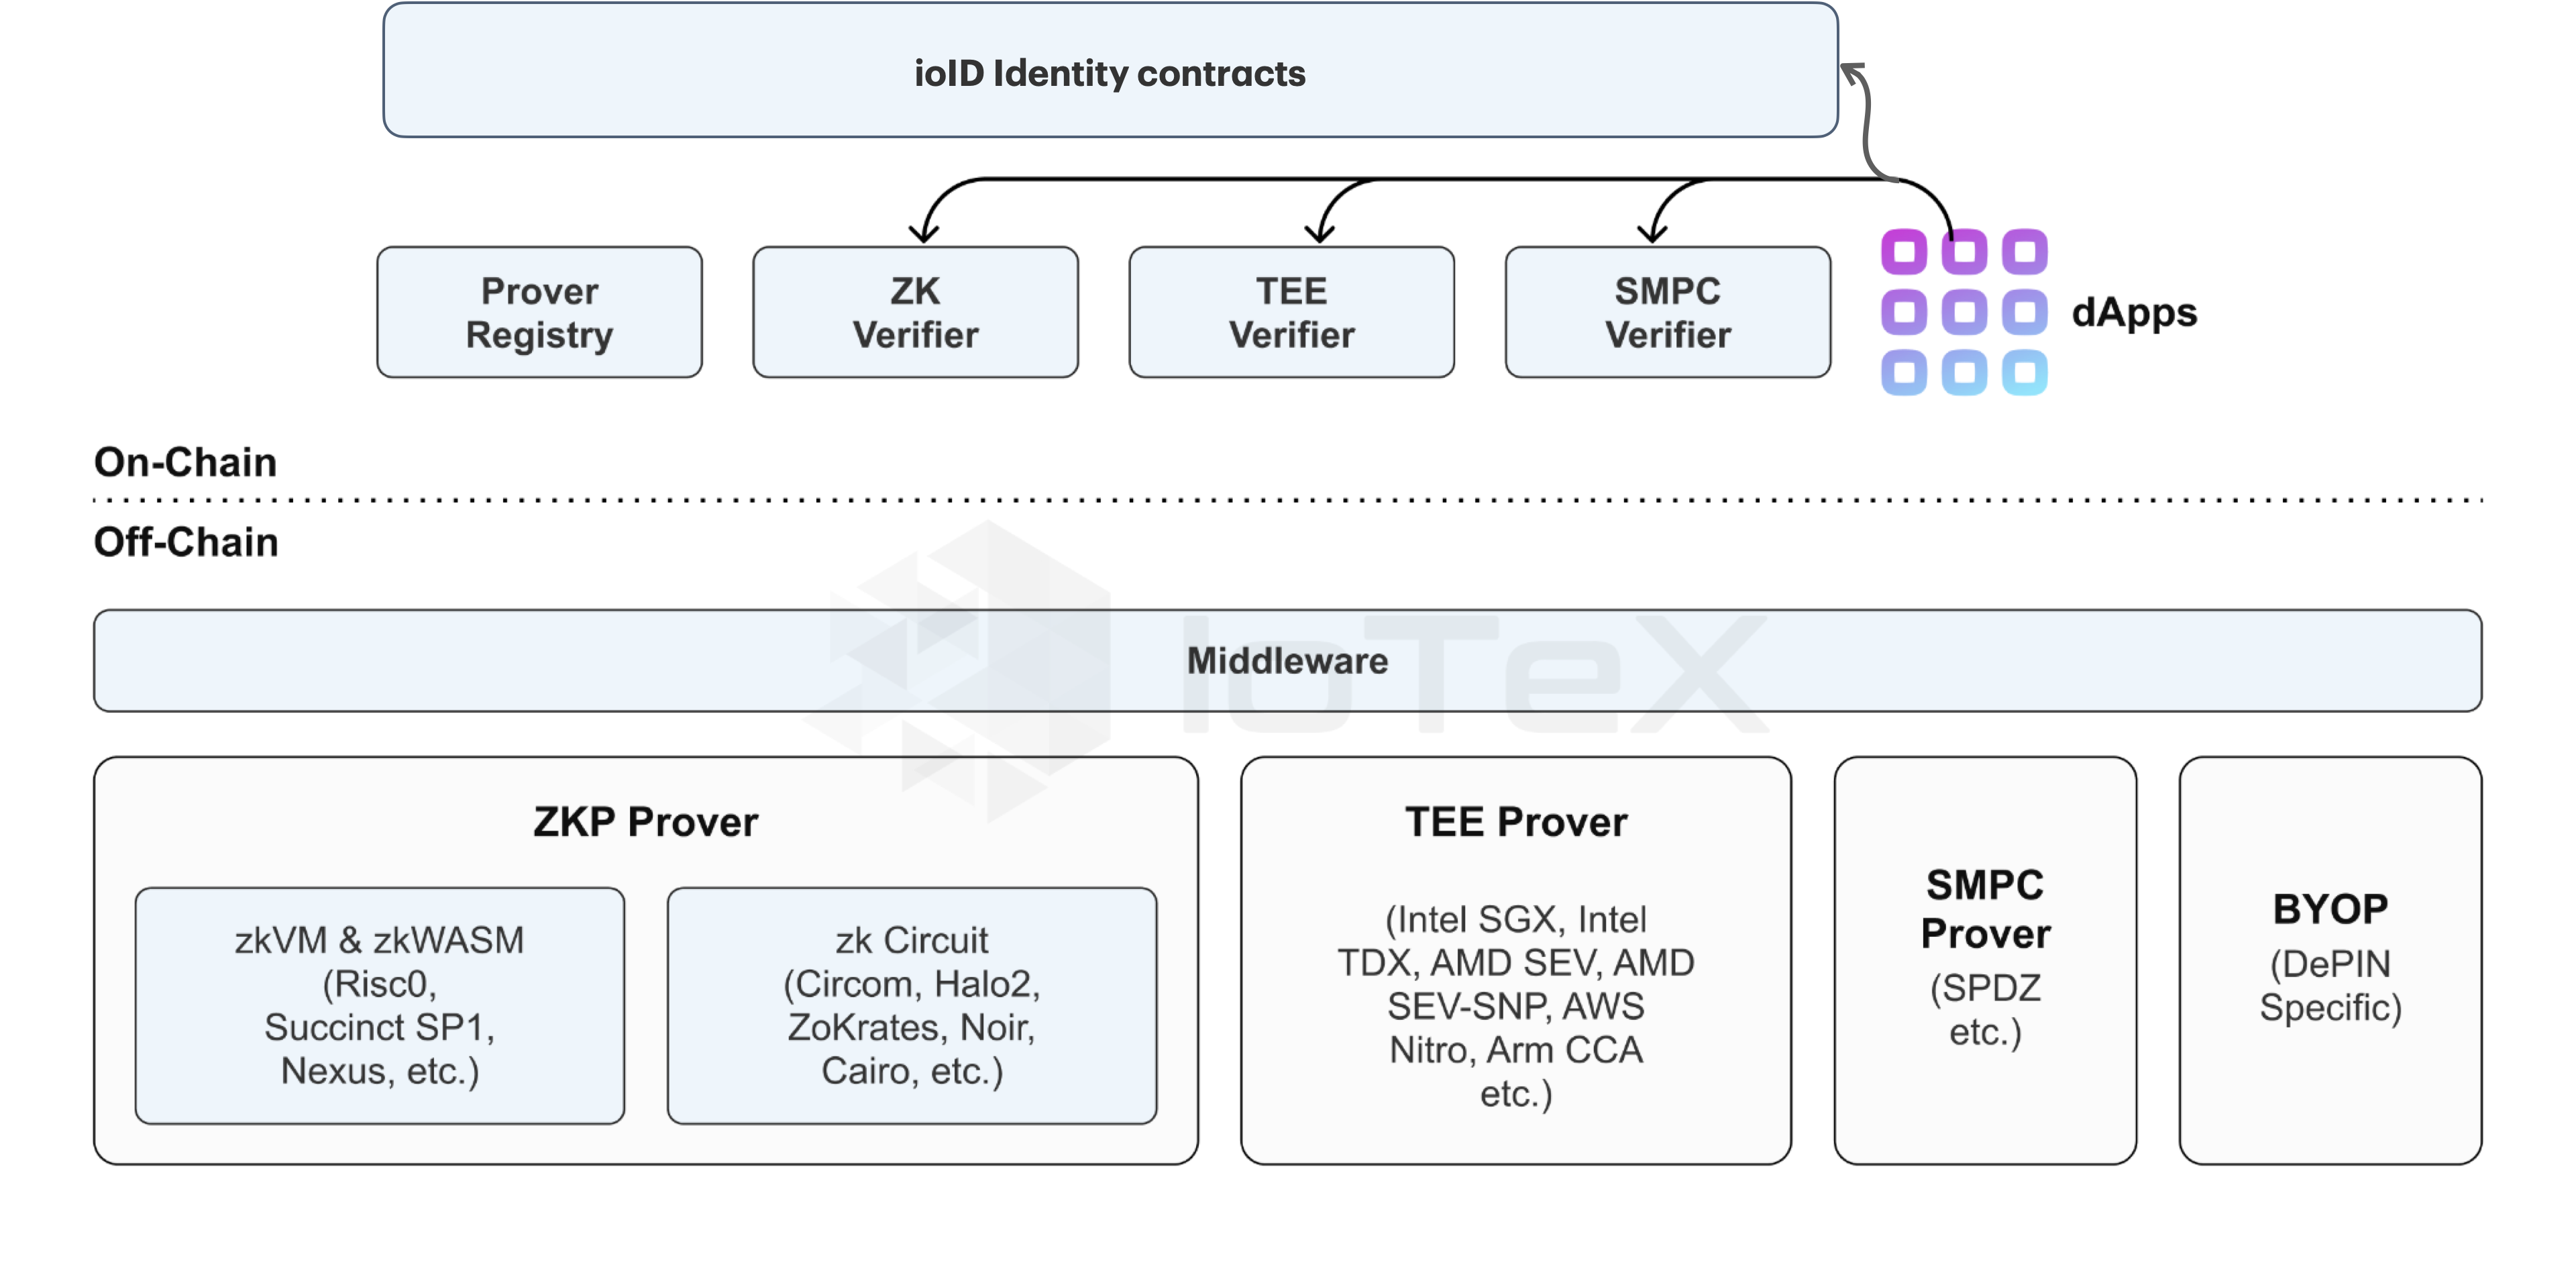 ioID Identity contracts
Prover
Registry
ZK
Verifier
TEE
Verifier
SMPC
Verifier
dApps
On-Chain
Off-Chain
Middleware
IoTeX
ZKP Prover
zkVM & zkWASM
(Risc0,
Succinct SP1,
Nexus, etc.)
zk Circuit
(Circom, Halo2,
ZoKrates, Noir,
Cairo, etc.)
TEE Prover
(Intel SGX, Intel
TDX, AMD SEV, AMD
SEV-SNP, AWS
Nitro, Arm CCA
etc.)
SMPC
Prover
(SPDZ
etc.)
BYOP
(DePIN
Specific)